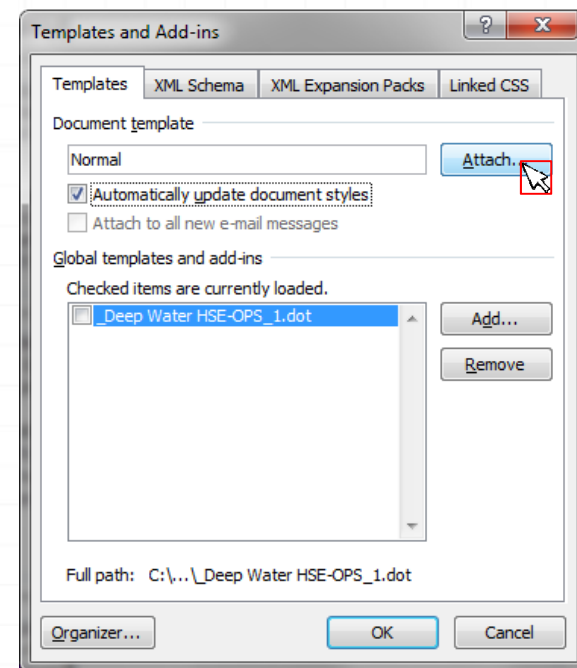 Templates and Add-ins
Templates XML Schema XML Expansion Packs Linked CSS
Document template
Normal Attach...
Automatically update document styles
Attach to all new e-mail messages
Global templates and add-ins
Checked items are currently loaded.
_Deep Water HSE-OPS_1.dot
Add...
Remove
Full path: C:\...\_Deep Water HSE-OPS_1.dot
Organizer... OK Cancel